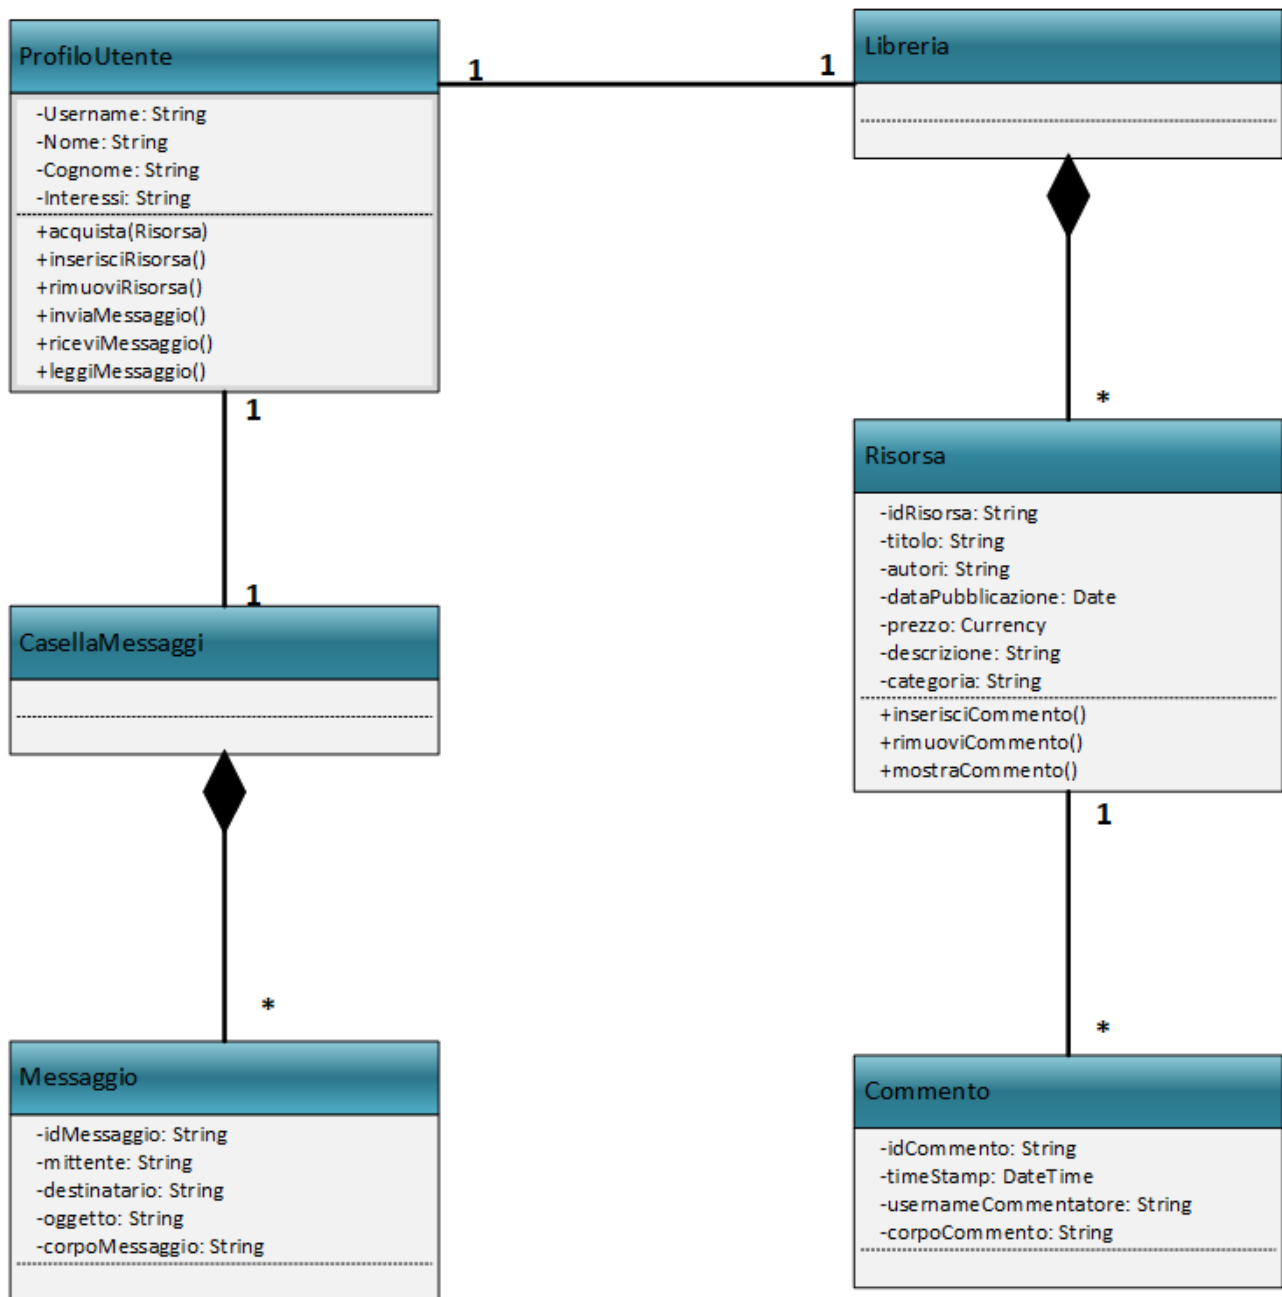 ProfiloUtente
-Username: String
-Nome: String
-Cognome: String
-Interessi: String
+acquista(Risorsa)
+inserisciRisorsa()
+rimuoviRisorsa()
+inviaMessaggio()
+riceviMessaggio()
+leggiMessaggio()
1
1
Libreria
*
Risorsa
-idRisorsa: String
-titolo: String
-autori: String
-dataPubblicazione: Date
-prezzo: Currency
-descrizione: String
-categoria: String
+inserisciCommento()
+rimuoviCommento()
+mostraCommento()
1
1
CasellaMessaggi
*
Messaggio
-idMessaggio: String
-mittente: String
-destinatario: String
-oggetto: String
-corpoMessaggio: String
1
*
Commento
-idCommento: String
-timeStamp: DateTime
-usernameCommentatore: String
-corpoCommento: String